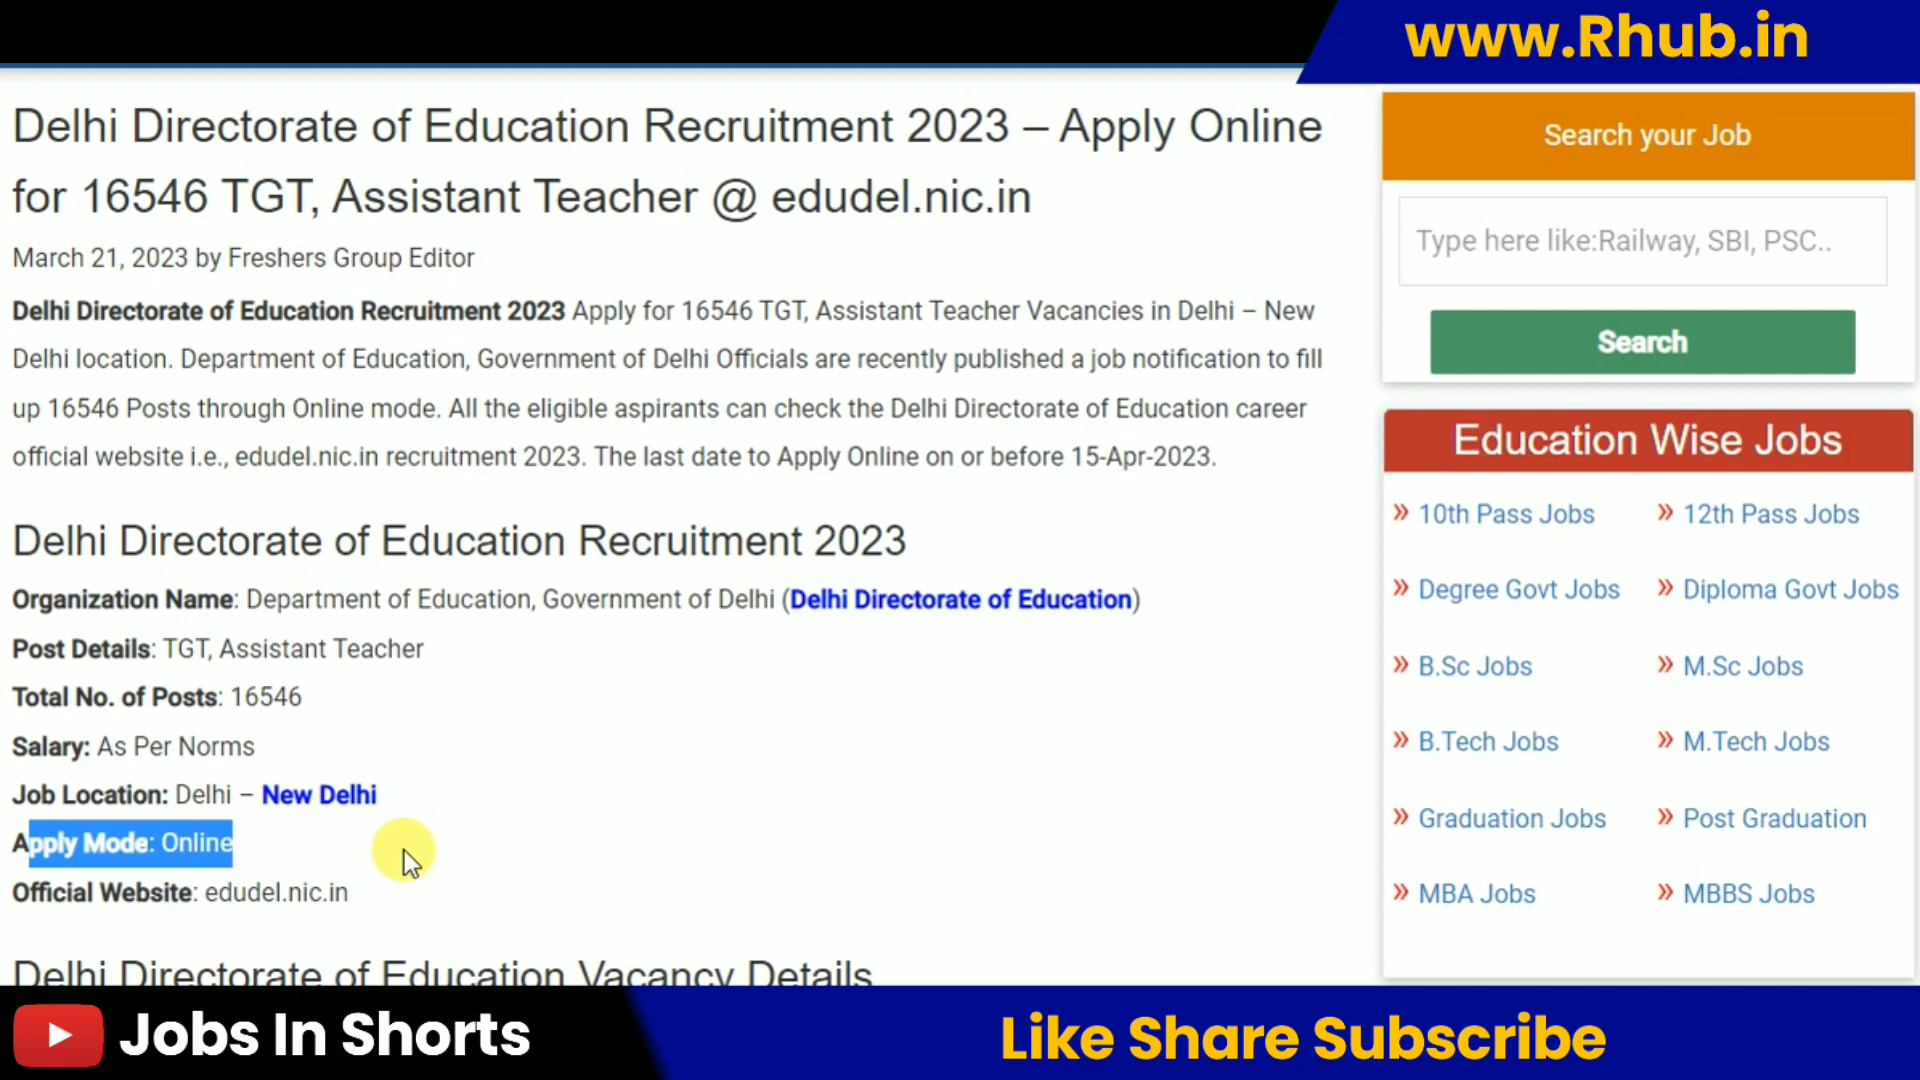 www.Rhub.in
Delhi Directorate of Education Recruitment 2023 – Apply Online
for 16546 TGT, Assistant Teacher @ edudel.nic.in
March 21, 2023 by Freshers Group Editor
Delhi Directorate of Education Recruitment 2023 Apply for 16546 TGT, Assistant Teacher Vacancies in Delhi – New
Delhi location. Department of Education, Government of Delhi Officials are recently published a job notification to fill
up 16546 Posts through Online mode. All the eligible aspirants can check the Delhi Directorate of Education career
official website i.e., edudel.nic.in recruitment 2023. The last date to Apply Online on or before 15-Apr-2023.
Delhi Directorate of Education Recruitment 2023
Organization Name: Department of Education, Government of Delhi (Delhi Directorate of Education)
Post Details: TGT, Assistant Teacher
Total No. of Posts: 16546
Salary: As Per Norms
Job Location: Delhi – New Delhi
Apply Mode: Online
Official Website: edudel.nic.in
Delhi Directorate of Education Vacancy Details
Search your Job
Type here like:Railway, SBI, PSC..
Search
Education Wise Jobs
» 10th Pass Jobs » 12th Pass Jobs
» Degree Govt Jobs » Diploma Govt Jobs
» B.Sc Jobs » M.Sc Jobs
» B.Tech Jobs » M.Tech Jobs
» Graduation Jobs » Post Graduation
» MBA Jobs » MBBS Jobs
Jobs In Shorts
Like Share Subscribe